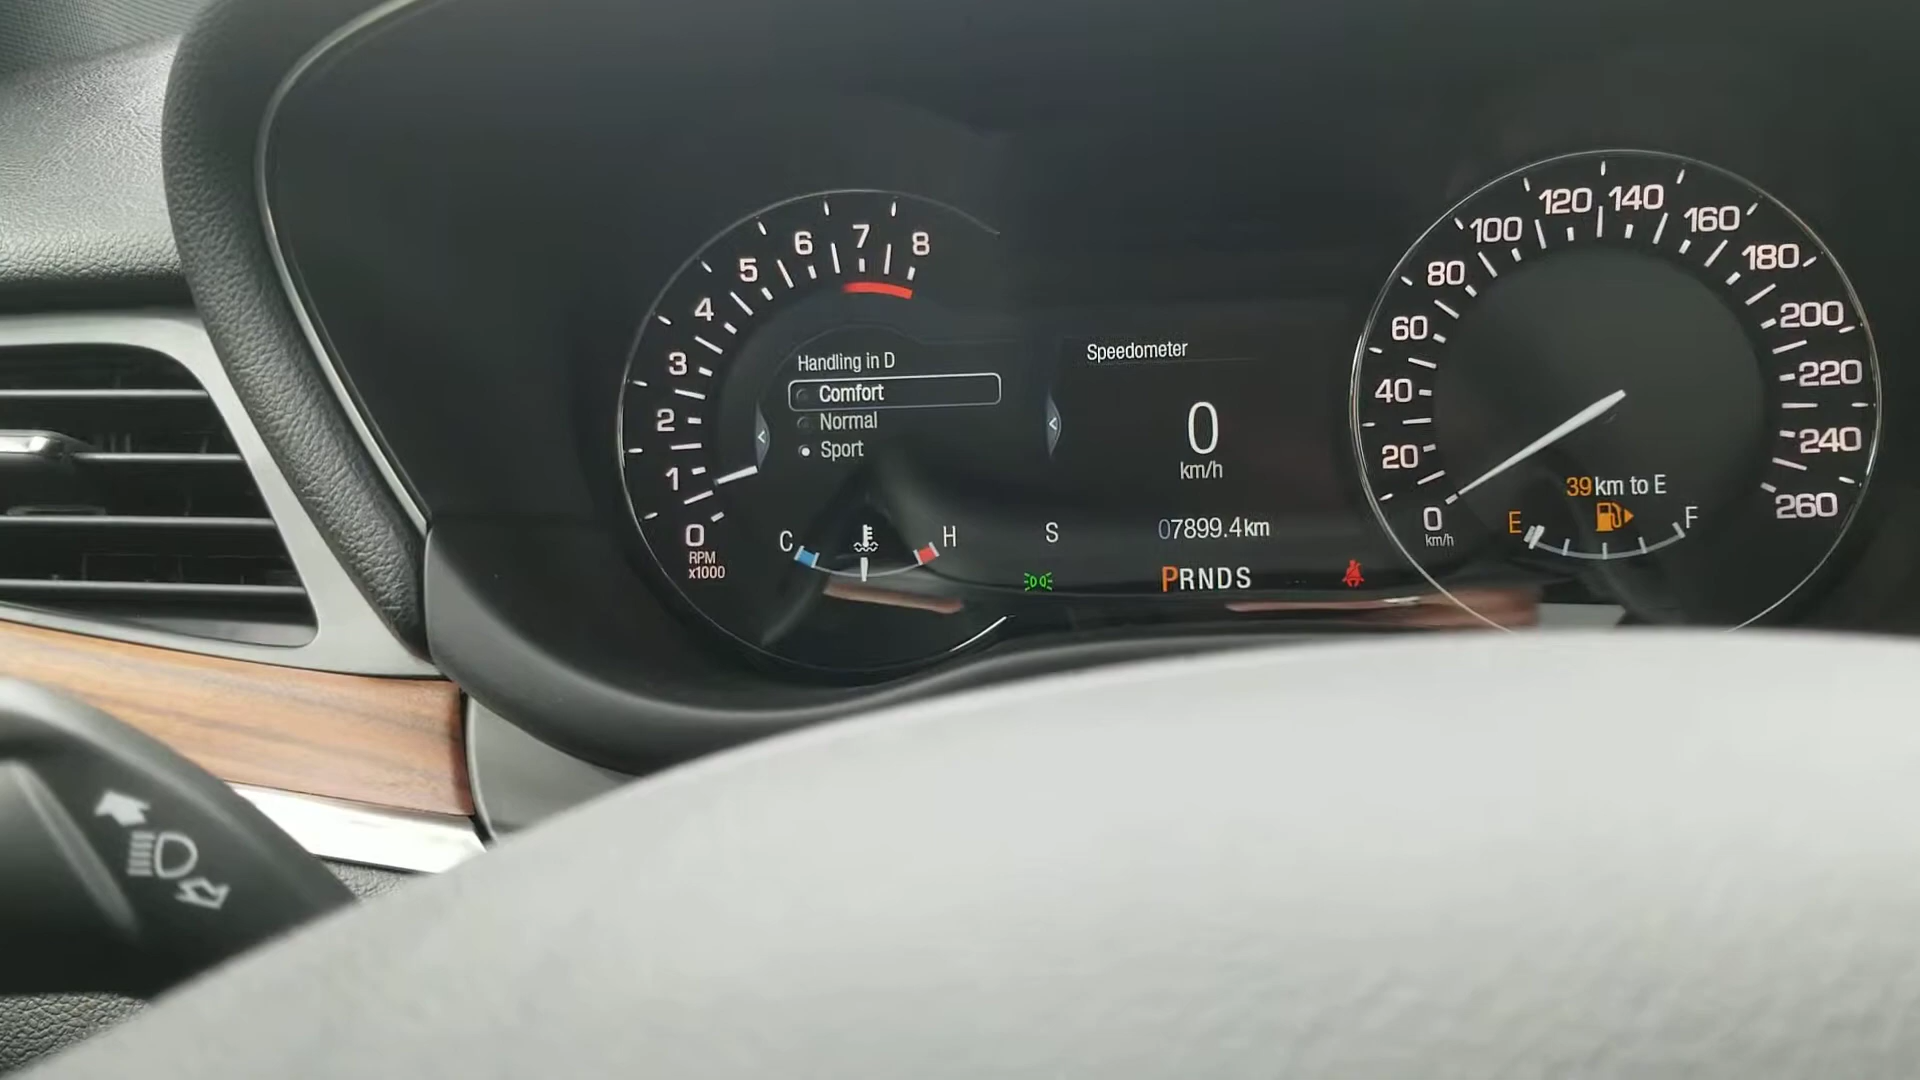 8
7
6
5
4
3
2
1
0
RPM
x1000
Handling in D
Comfort
Normal
Sport
C
H
Speedometer
0
km/h
S
07899.4km
PRNDS
0
km/h
20
40
60
80
100
120
140
160
180
200
220
240
260
39 km to E
E
F